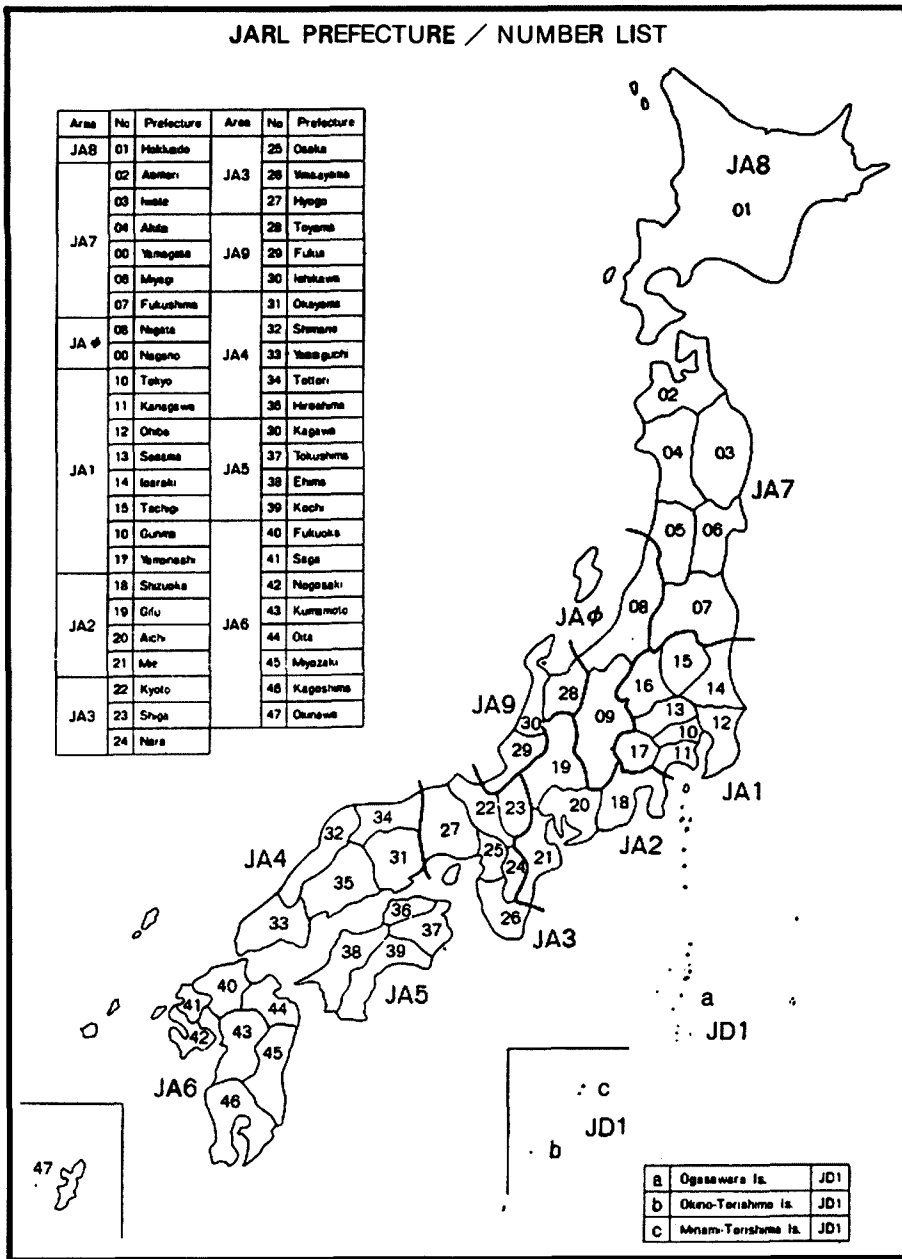 JARL PREFECTURE / NUMBER LIST
Area No Prefecture Area No Prefecture
JA8 01 Hokkaido 25 Osaka
02 Aomori JA3 26 Wakayama
03 Iwate 27 Hyogo
04 Akita 28 Toyama
JA7 00 Yamagata JA9 29 Fukui
06 Miyagi 30 Ishikawa
07 Fukushima 31 Okayama
JAφ 08 Niigata 32 Shimane
00 Nagano JA4 33 Yamaguchi
10 Tokyo 34 Tottori
11 Kanagawa 35 Hiroshima
12 Chiba 30 Kagawa
JA1 13 Saitama JA5 37 Tokushima
14 Ibaraki 38 Ehime
15 Tochigi 39 Kochi
10 Gunma 40 Fukuoka
17 Yamanashi 41 Saga
18 Shizuoka 42 Nagasaki
JA2 19 Gifu 43 Kumamoto
20 Aichi JA6 44 Oita
21 Mie 45 Miyazaki
22 Kyoto 46 Kagoshima
JA3 23 Shiga 47 Okinawa
24 Nara
JA8
01
02
04
03
JA7
05
06
08
07
JAφ
15
16
14
28
JA9
13
12
09
30
10
29
17
11
19
JA1
20
18
22
23
JA2
34
27
32
25
21
JA4
31
24
35
36
26
33
37
JA3
38
39
40
JA5
41
44
a
43
42
JD1
45
JA6
c
46
JD1
b
47
a Ogasawara Is. JD1
b Okino-Torishima Is. JD1
c Minami-Torishima Is. JD1